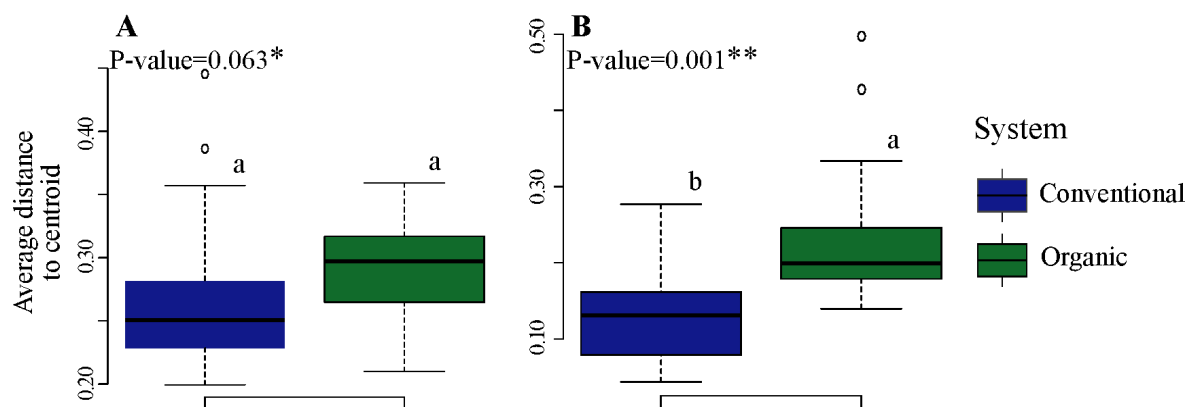 A
P-value=0.063*
Average distance
to centroid
0.40
0.30
0.20
a
a
B
P-value=0.001**
0.50
0.30
0.10
b
a
System
Conventional
Organic